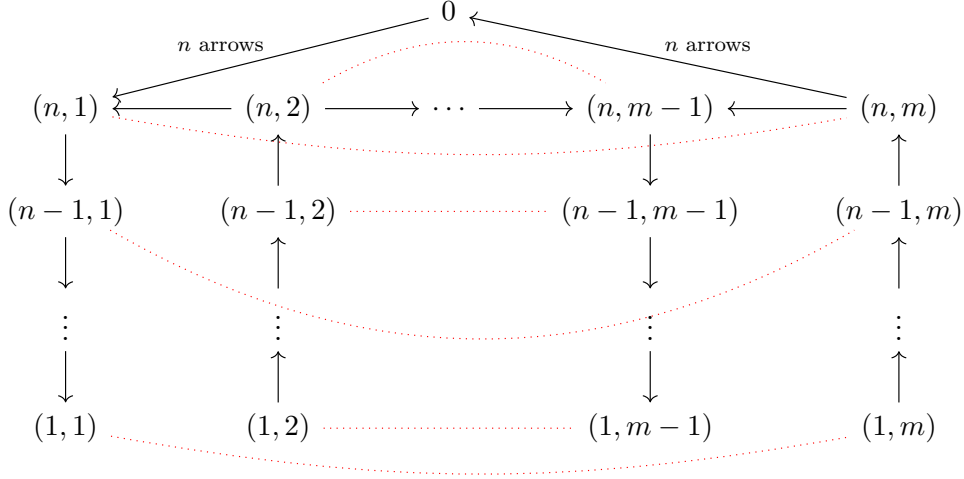 0
n arrows n arrows
(n, 1) (n, 2) ⋯ (n, m − 1) (n, m)
(n − 1, 1) (n − 1, 2) (n − 1, m − 1) (n − 1, m)
⋮ ⋮ ⋮ ⋮
(1, 1) (1, 2) (1, m − 1) (1, m)